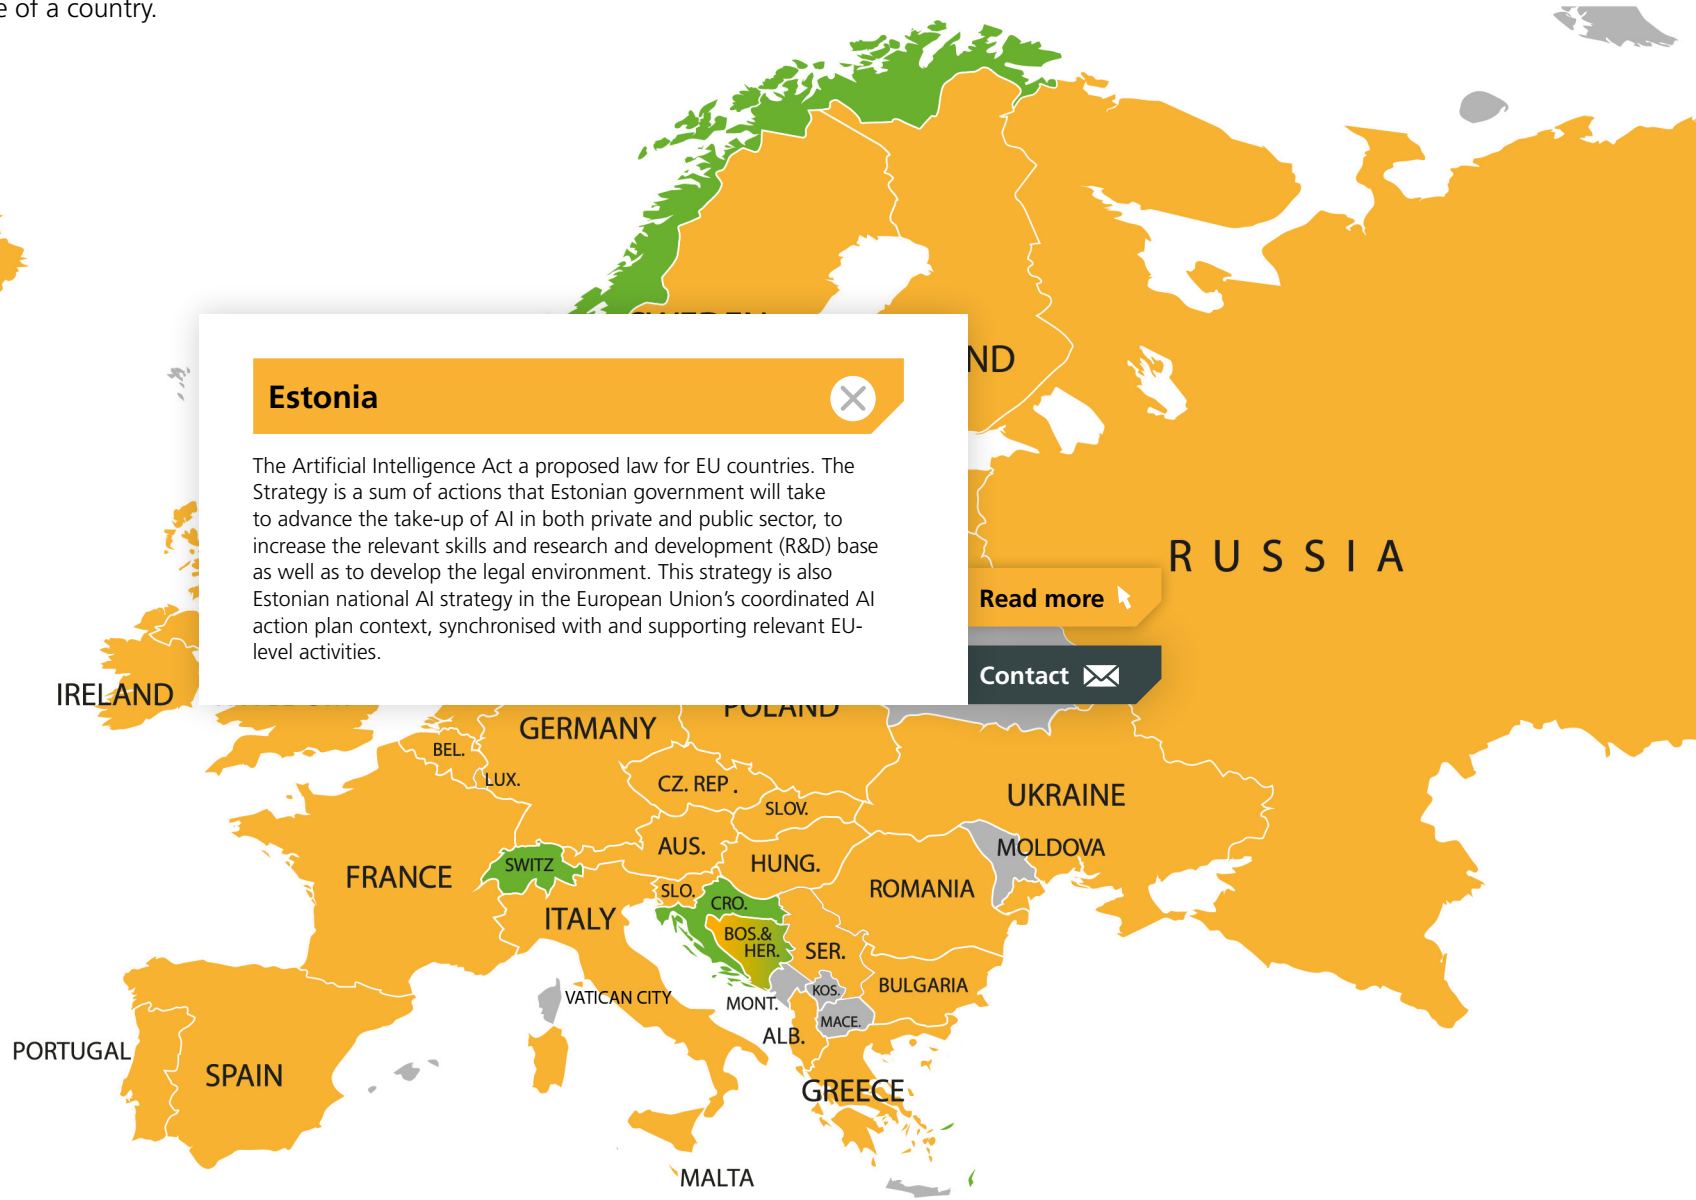 e of a country.
SWEDEN
ND
Estonia
The Artificial Intelligence Act a proposed law for EU countries. The
Strategy is a sum of actions that Estonian government will take
to advance the take-up of AI in both private and public sector, to
increase the relevant skills and research and development (R&D) base
as well as to develop the legal environment. This strategy is also
Estonian national AI strategy in the European Union’s coordinated AI
action plan context, synchronised with and supporting relevant EU-
level activities.
RUSSIA
Read more
Contact
IRELAND
POLAND
GERMANY
BEL.
LUX.
CZ. REP.
SLOV.
UKRAINE
AUS.
HUNG.
MOLDOVA
FRANCE
SWITZ
ROMANIA
SLO.
CRO.
ITALY
BOS.&
HER.
SER.
BULGARIA
KOS.
VATICAN CITY
MONT.
MACE.
ALB.
PORTUGAL
SPAIN
GREECE
MALTA